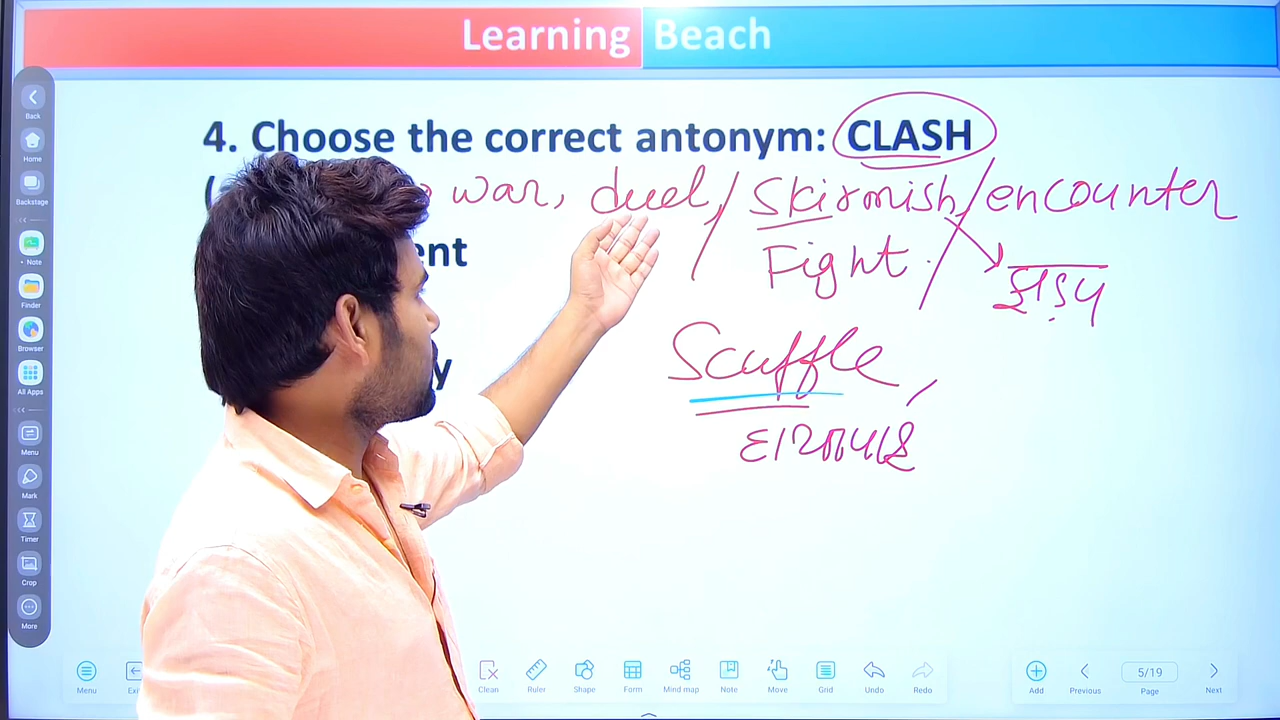 Learning Beach
4. Choose the correct antonym: CLASH
war, duel, / Skirmish / encounter
Fight. /
झड़प
Scuffle,
हाथापाई
Back
Home
Backstage
Note
Finder
Browser
All Apps
Menu
Mark
Timer
Crop
More
Menu Clean Ruler Shape Form Mind map Note Move Grid Undo Redo Add Previous 5/19 Page Next